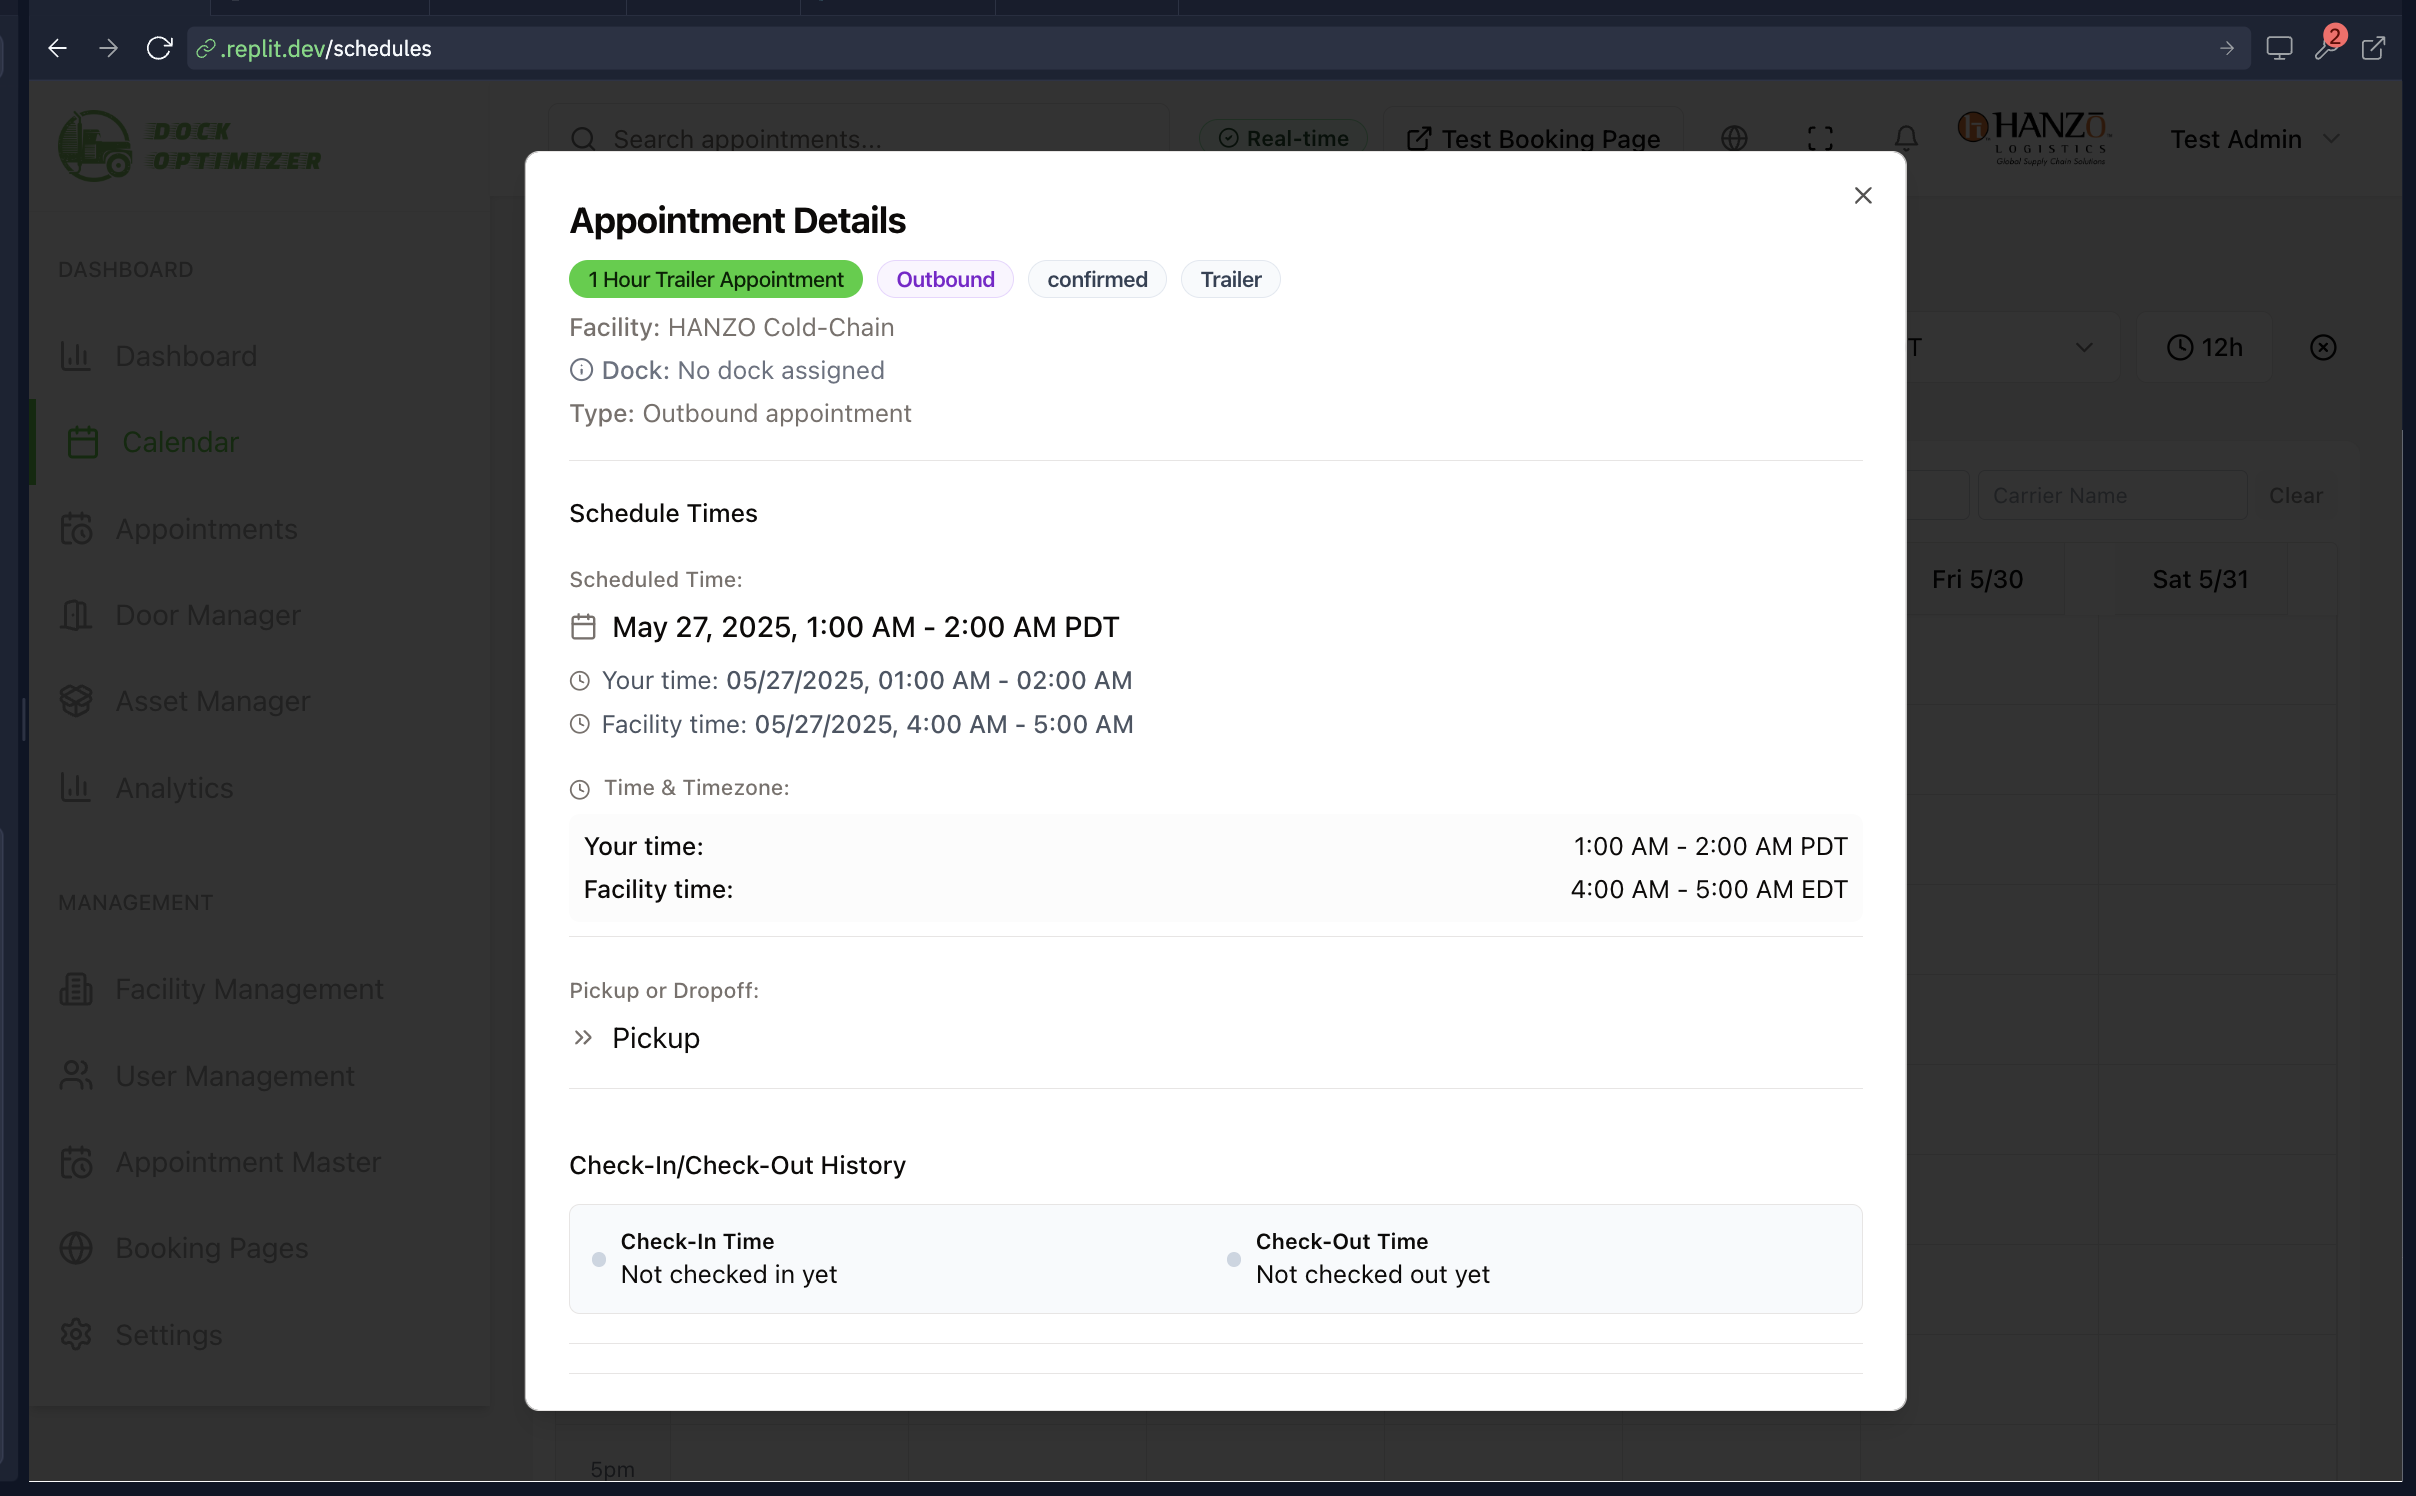 .replit.dev/schedules
2
DOCK
OPTIMIZER
Search appointments...
Real-time
Test Booking Page
HANZŌ
LOGISTICS
Global Supply Chain Solutions
Test Admin
DASHBOARD
Dashboard
Calendar
Appointments
Door Manager
Asset Manager
Analytics
MANAGEMENT
Facility Management
User Management
Appointment Master
Booking Pages
Settings
Appointment Details
1 Hour Trailer Appointment
Outbound
confirmed
Trailer
Facility: HANZO Cold-Chain
Dock: No dock assigned
Type: Outbound appointment
Schedule Times
Scheduled Time:
May 27, 2025, 1:00 AM - 2:00 AM PDT
Your time: 05/27/2025, 01:00 AM - 02:00 AM
Facility time: 05/27/2025, 4:00 AM - 5:00 AM
Time & Timezone:
Your time: 1:00 AM - 2:00 AM PDT
Facility time: 4:00 AM - 5:00 AM EDT
Pickup or Dropoff:
Pickup
Check-In/Check-Out History
Check-In Time
Not checked in yet
Check-Out Time
Not checked out yet
T
12h
Carrier Name
Clear
Fri 5/30
Sat 5/31
5pm